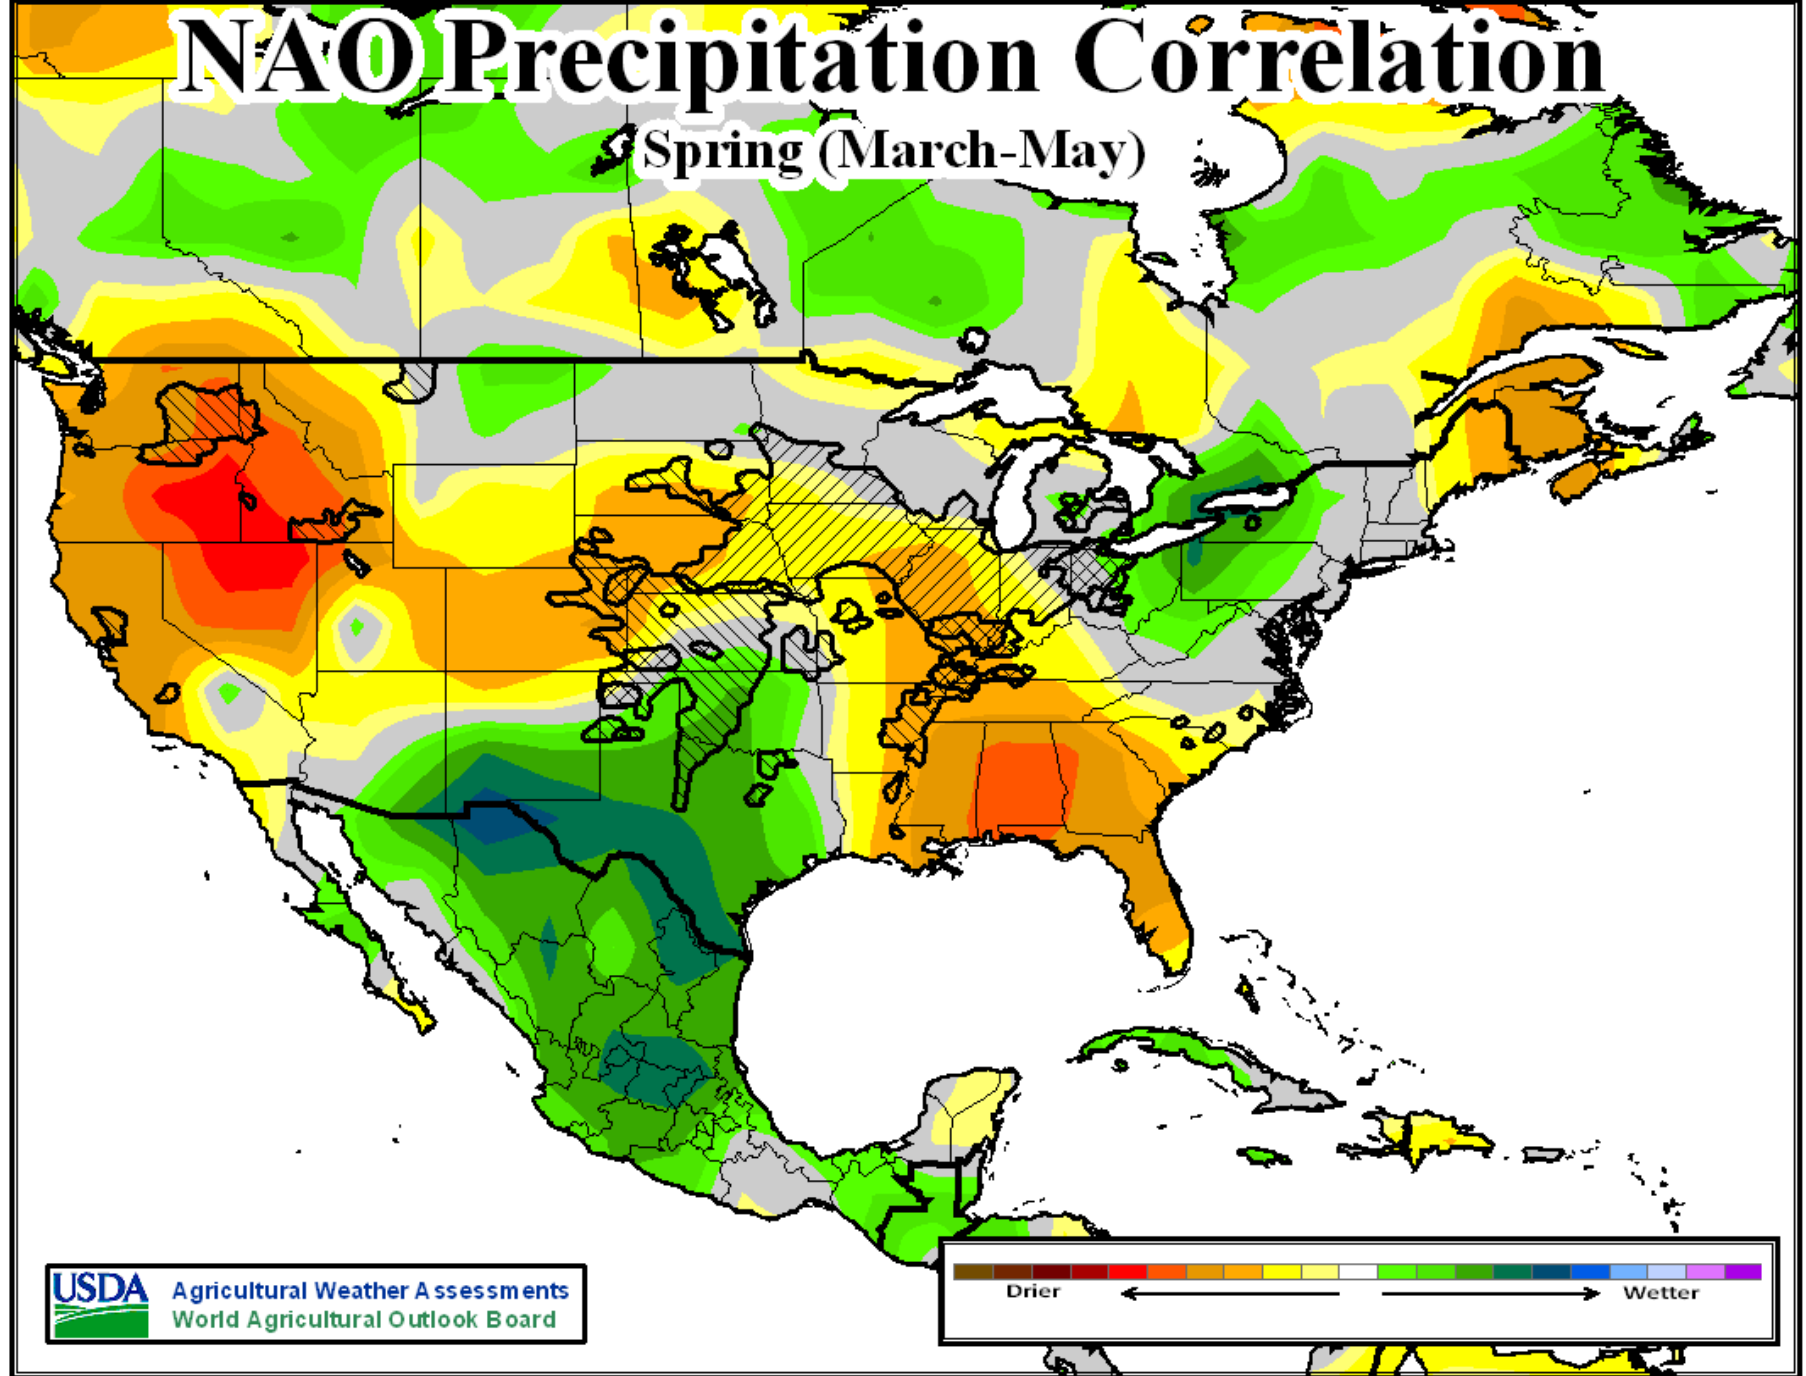 NAO Precipitation Correlation
Spring (March-May)
USDA
Agricultural Weather Assessments
World Agricultural Outlook Board
Drier
Wetter